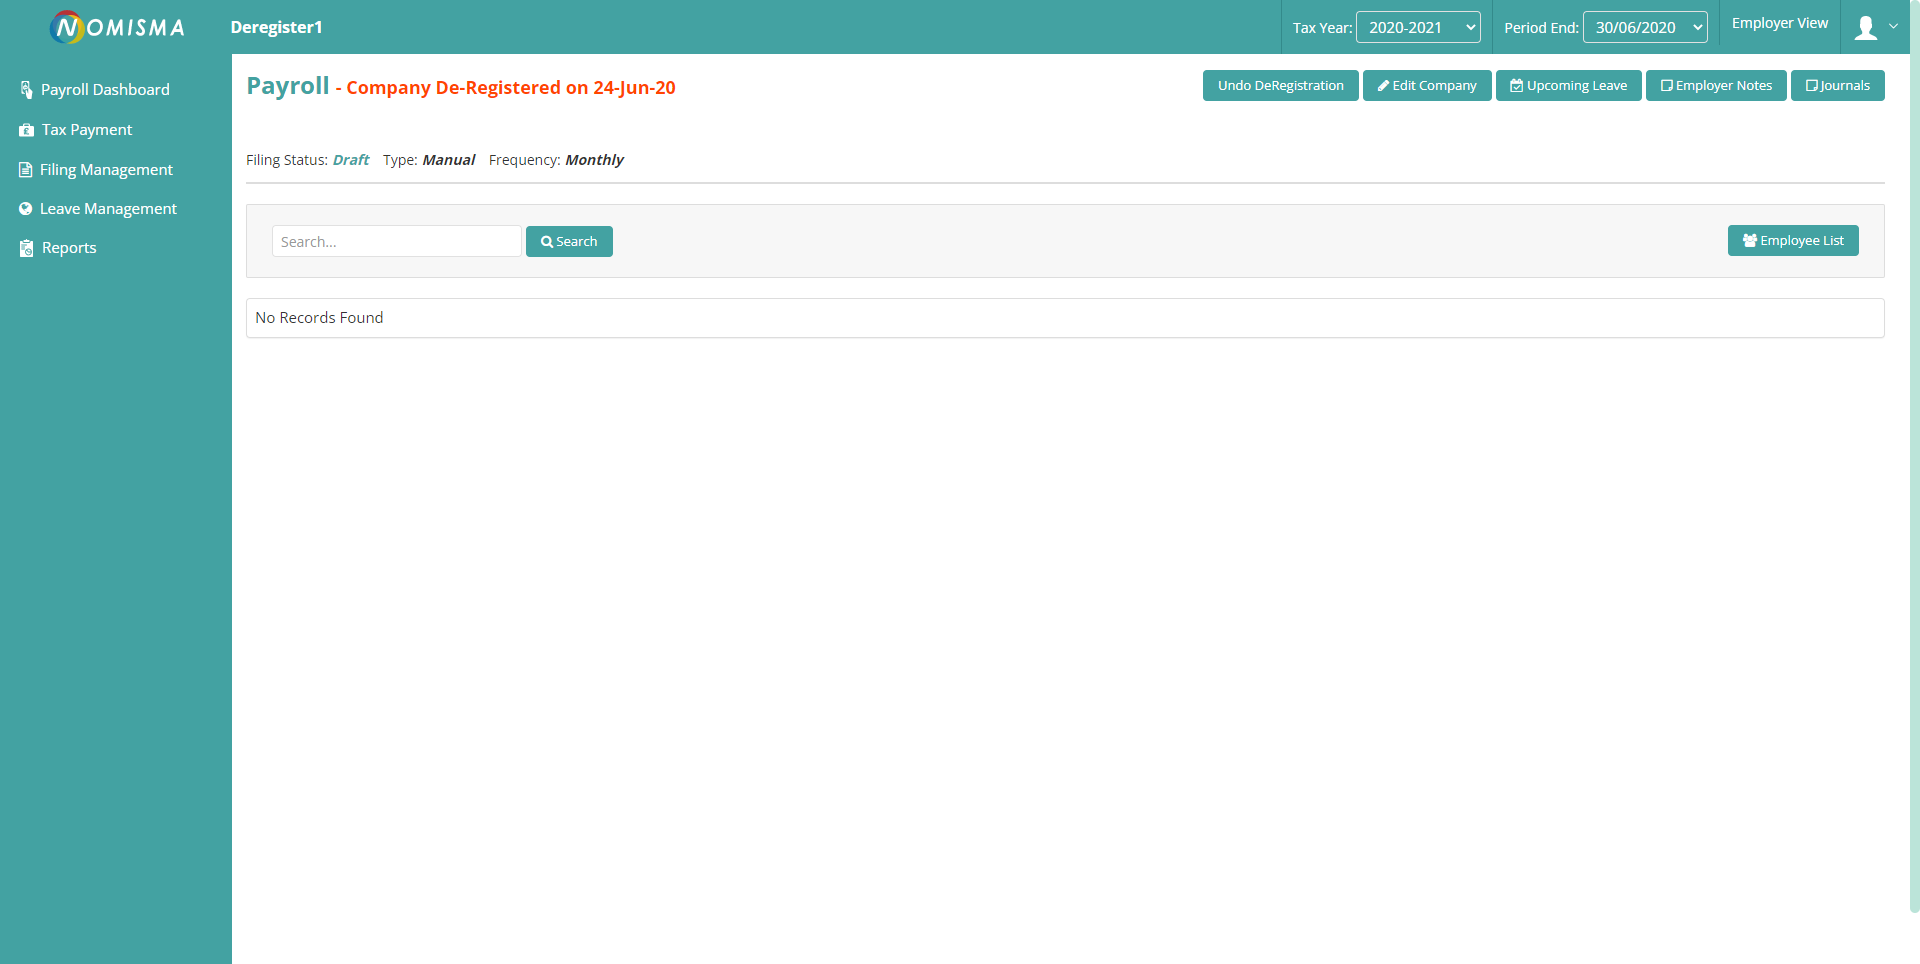 NOMISMA
Deregister1
Tax Year: 2020-2021
Period End: 30/06/2020
Employer View
Payroll Dashboard
Tax Payment
Filing Management
Leave Management
Reports
Payroll - Company De-Registered on 24-Jun-20
Undo DeRegistration
Edit Company
Upcoming Leave
Employer Notes
Journals
Filing Status: Draft Type: Manual Frequency: Monthly
Search...
Search
Employee List
No Records Found